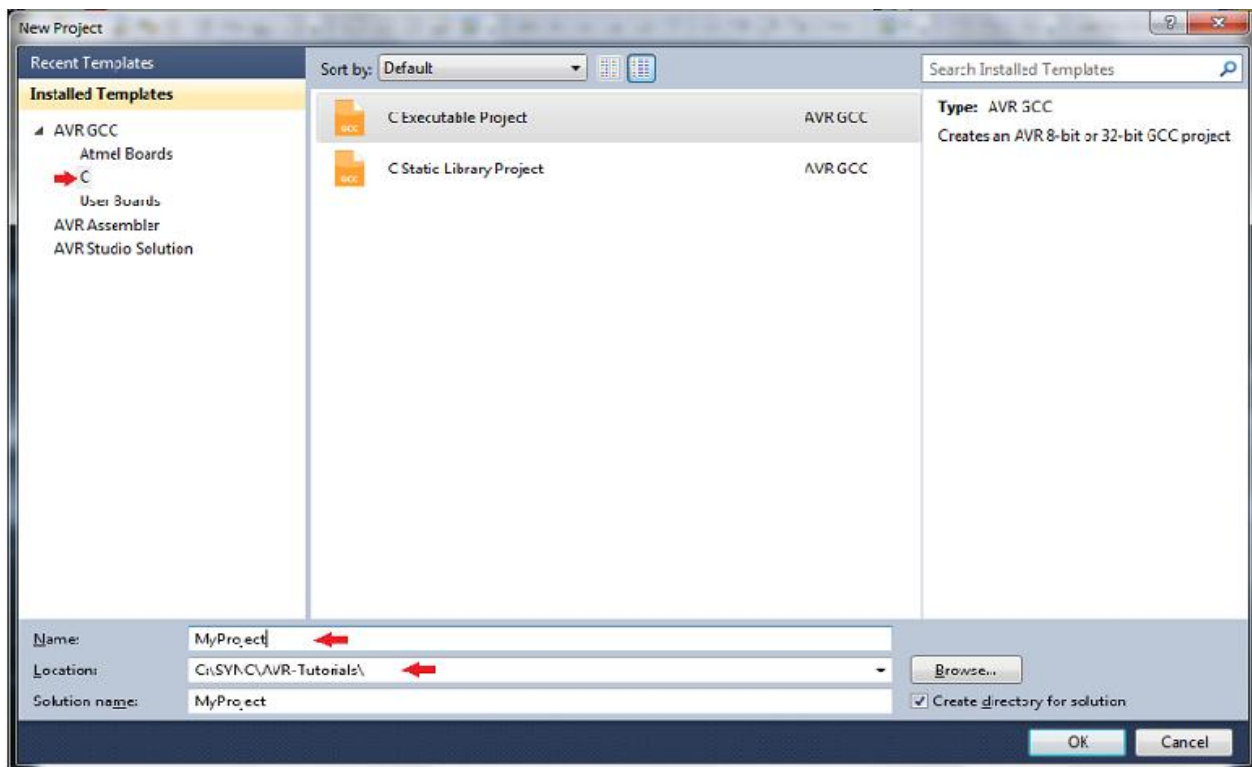 New Project
Recent Templates
Installed Templates
AVR GCC
Atmel Boards
C
User Boards
AVR Assembler
AVR Studio Solution
Sort by: Default
C Executable Project AVR GCC
C Static Library Project AVR GCC
Search Installed Templates
Type: AVR GCC
Creates an AVR 8-bit or 32-bit GCC project
Name: MyProject
Location: C:\SYNC\AVR-Tutorials\
Browse...
Solution name: MyProject
Create directory for solution
OK Cancel